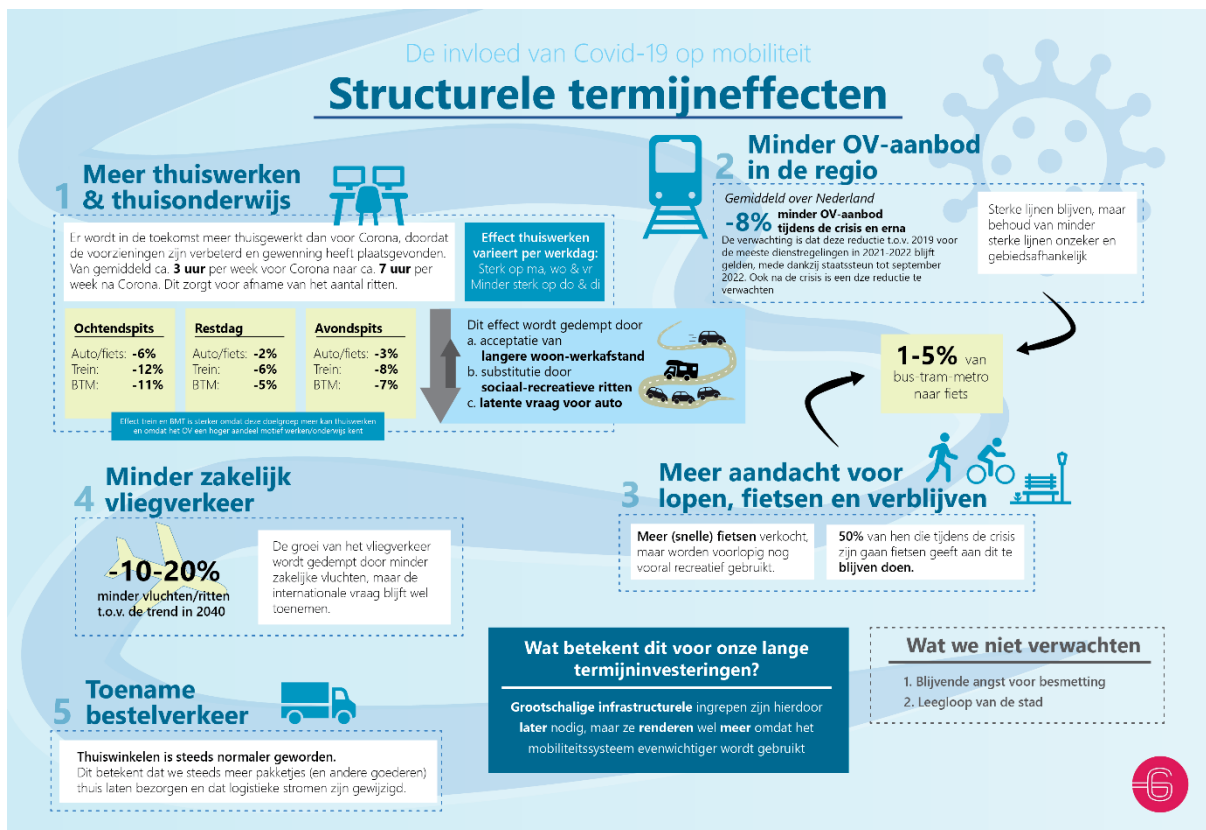 De invloed van Covid-19 op mobiliteit
Structurele termijneffecten
1
Meer thuiswerken
& thuisonderwijs
Er wordt in de toekomst meer thuisgewerkt dan voor Corona, doordat
de voorzieningen zijn verbeterd en gewenning heeft plaatsgevonden.
Van gemiddeld ca. 3 uur per week voor Corona naar ca. 7 uur per
week na Corona. Dit zorgt voor afname van het aantal ritten.
Effect thuiswerken
varieert per werkdag:
Sterk op ma, wo & vr
Minder sterk op do & di
Ochtendspits
Auto/fiets: -6%
Trein: -12%
BTM: -11%
Restdag
Auto/fiets: -2%
Trein: -6%
BTM: -5%
Avondspits
Auto/fiets: -3%
Trein: -8%
BTM: -7%
Effect trein en BMT is sterker omdat deze doelgroep meer kan thuiswerken
en omdat het OV een hoger aandeel motief werken/onderwijs kent
Dit effect wordt gedempt door
a. acceptatie van
langere woon-werkafstand
b. substitutie door
sociaal-recreatieve ritten
c. latente vraag voor auto
2
Minder OV-aanbod
in de regio
Gemiddeld over Nederland
-8% minder OV-aanbod
tijdens de crisis en erna
De verwachting is dat deze reductie t.o.v. 2019 voor
de meeste dienstregelingen in 2021-2022 blijft
gelden, mede dankzij staatssteun tot september
2022. Ook na de crisis is een dze reductie te
verwachten
Sterke lijnen blijven, maar
behoud van minder
sterke lijnen onzeker en
gebiedsafhankelijk
1-5% van
bus-tram-metro
naar fiets
3
Meer aandacht voor
lopen, fietsen en verblijven
Meer (snelle) fietsen verkocht,
maar worden voorlopig nog
vooral recreatief gebruikt.
50% van hen die tijdens de crisis
zijn gaan fietsen geeft aan dit te
blijven doen.
4
Minder zakelijk
vliegverkeer
-10-20%
minder vluchten/ritten
t.o.v. de trend in 2040
De groei van het vliegverkeer
wordt gedempt door minder
zakelijke vluchten, maar de
internationale vraag blijft wel
toenemen.
5
Toename
bestelverkeer
Thuiswinkelen is steeds normaler geworden.
Dit betekent dat we steeds meer pakketjes (en andere goederen)
thuis laten bezorgen en dat logistieke stromen zijn gewijzigd.
Wat betekent dit voor onze lange
termijninvesteringen?
Grootschalige infrastructurele ingrepen zijn hierdoor
later nodig, maar ze renderen wel meer omdat het
mobiliteitssysteem evenwichtiger wordt gebruikt
Wat we niet verwachten
1. Blijvende angst voor besmetting
2. Leegloop van de stad